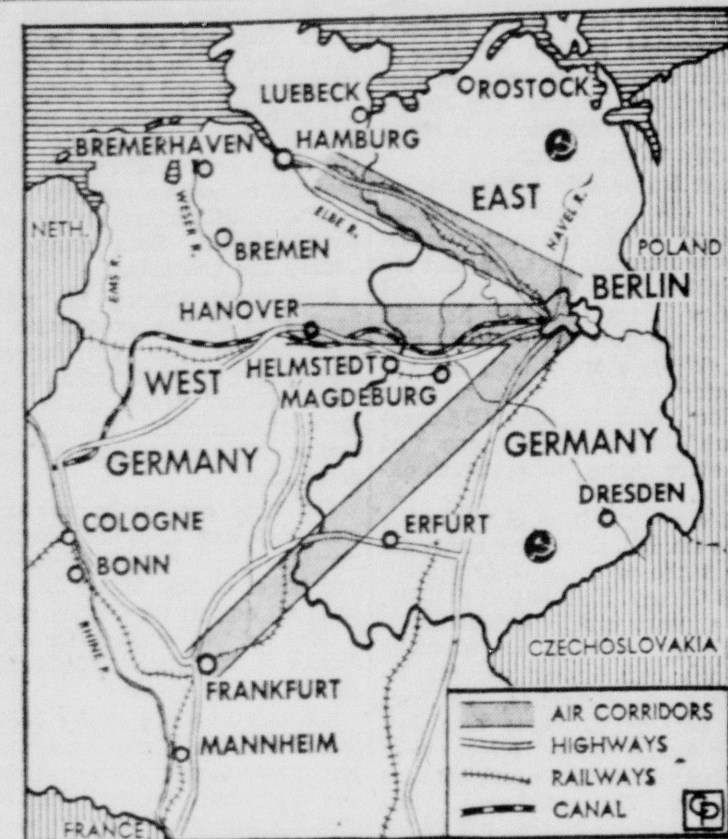 LUEBECK
ROSTOCK
BREMERHAVEN
HAMBURG
EAST
NETH.
EMS R.
WESER R.
ELBE R.
HAVEL R.
BREMEN
POLAND
BERLIN
HANOVER
HELMSTEDT
WEST
MAGDEBURG
GERMANY
GERMANY
DRESDEN
COLOGNE
ERFURT
BONN
RHINE R.
CZECHOSLOVAKIA
FRANKFURT
MANNHEIM
FRANCE
AIR CORRIDORS
HIGHWAYS
RAILWAYS
CANAL
CP